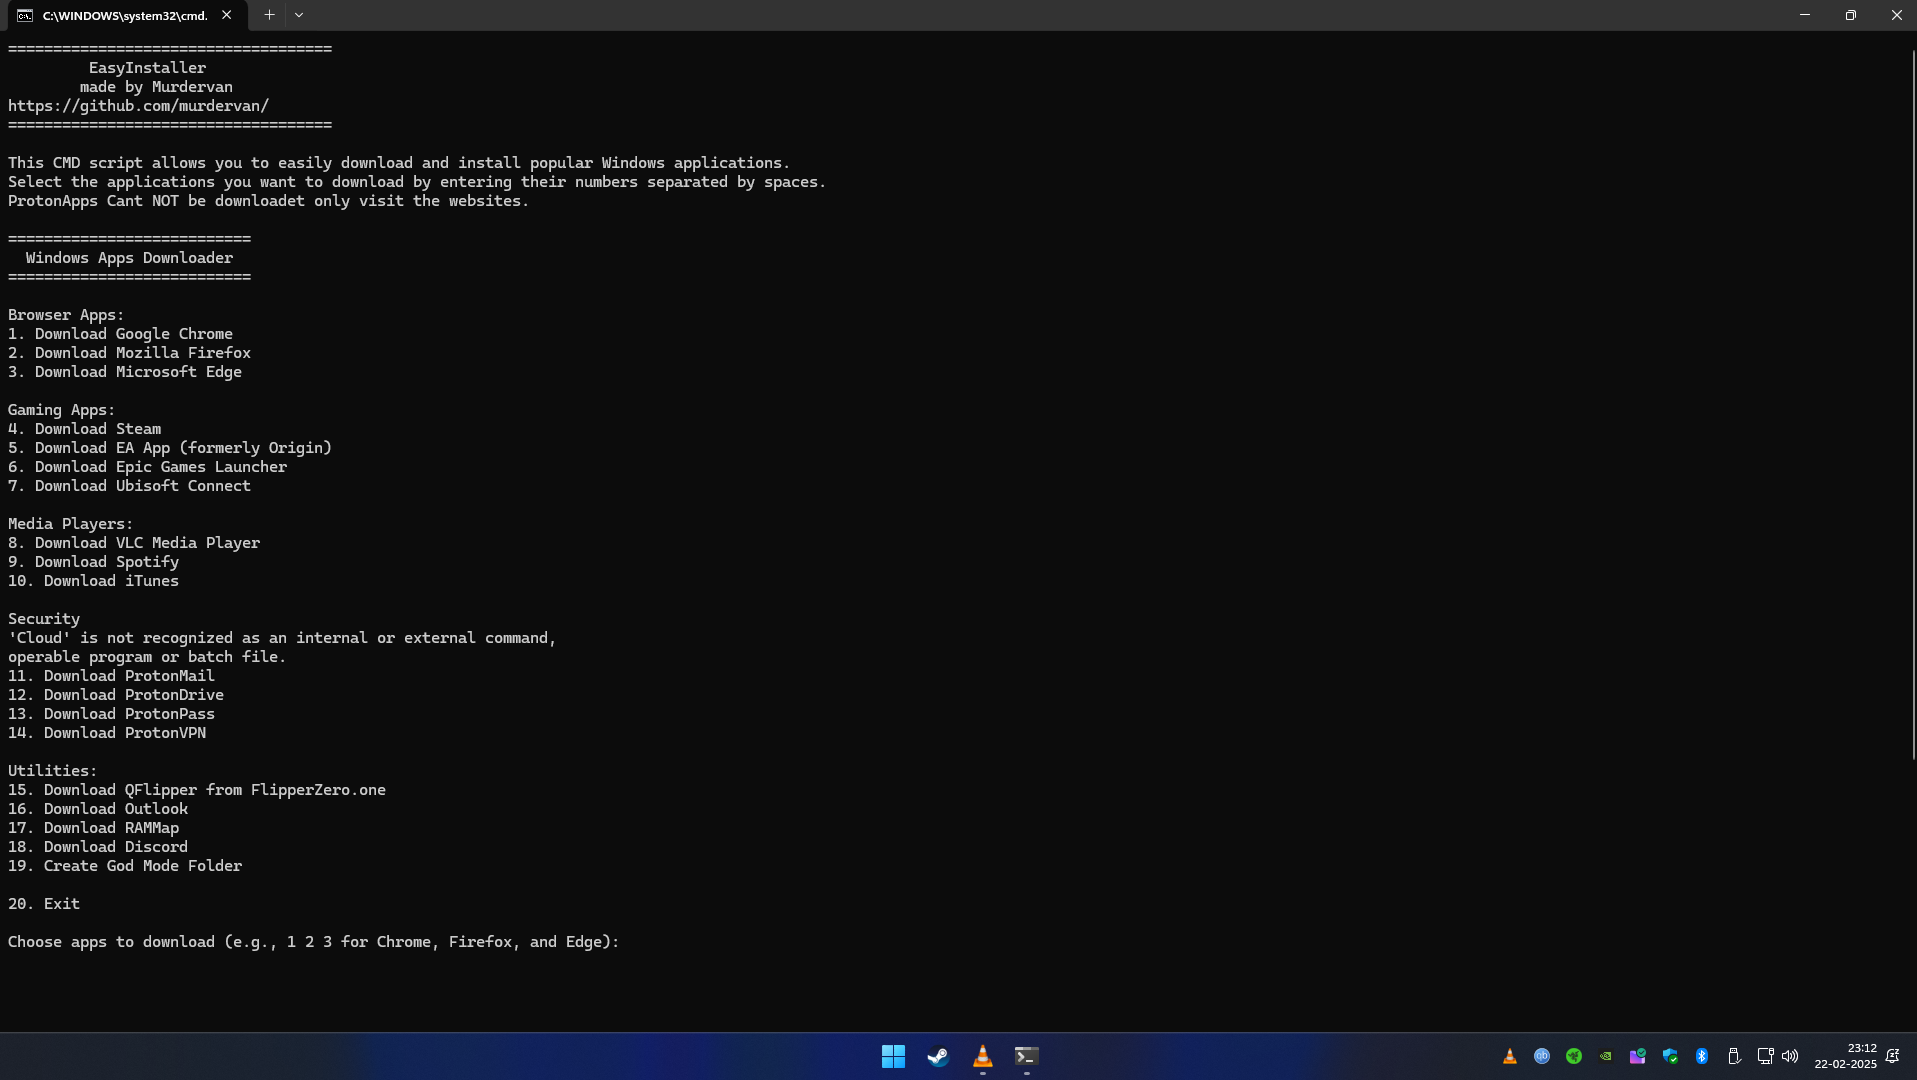 C:\WINDOWS\system32\cmd.
====================================
EasyInstaller
made by Murdervan
https://github.com/murdervan/
====================================
This CMD script allows you to easily download and install popular Windows applications.
Select the applications you want to download by entering their numbers separated by spaces.
ProtonApps Cant NOT be downloadet only visit the websites.
===========================
Windows Apps Downloader
===========================
Browser Apps:
1. Download Google Chrome
2. Download Mozilla Firefox
3. Download Microsoft Edge
Gaming Apps:
4. Download Steam
5. Download EA App (formerly Origin)
6. Download Epic Games Launcher
7. Download Ubisoft Connect
Media Players:
8. Download VLC Media Player
9. Download Spotify
10. Download iTunes
Security
'Cloud' is not recognized as an internal or external command,
operable program or batch file.
11. Download ProtonMail
12. Download ProtonDrive
13. Download ProtonPass
14. Download ProtonVPN
Utilities:
15. Download QFlipper from FlipperZero.one
16. Download Outlook
17. Download RAMMap
18. Download Discord
19. Create God Mode Folder
20. Exit
Choose apps to download (e.g., 1 2 3 for Chrome, Firefox, and Edge):
23:12
22-02-2025